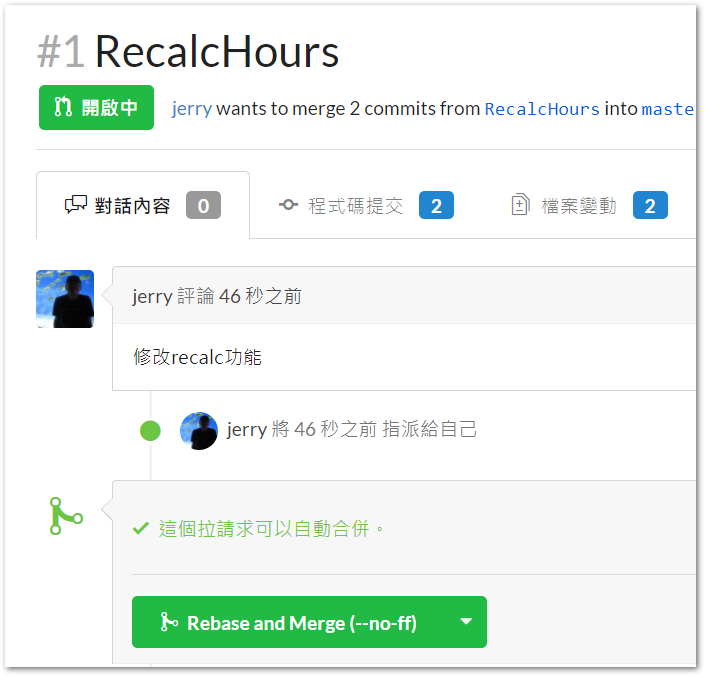 #1 RecalcHours
開啟中 jerry wants to merge 2 commits from RecalcHours into master
對話內容 0 程式碼提交 2 檔案變動 2
jerry 評論 46 秒之前
修改recalc功能
jerry 將 46 秒之前 指派給自己
這個拉請求可以自動合併。
Rebase and Merge (--no-ff)